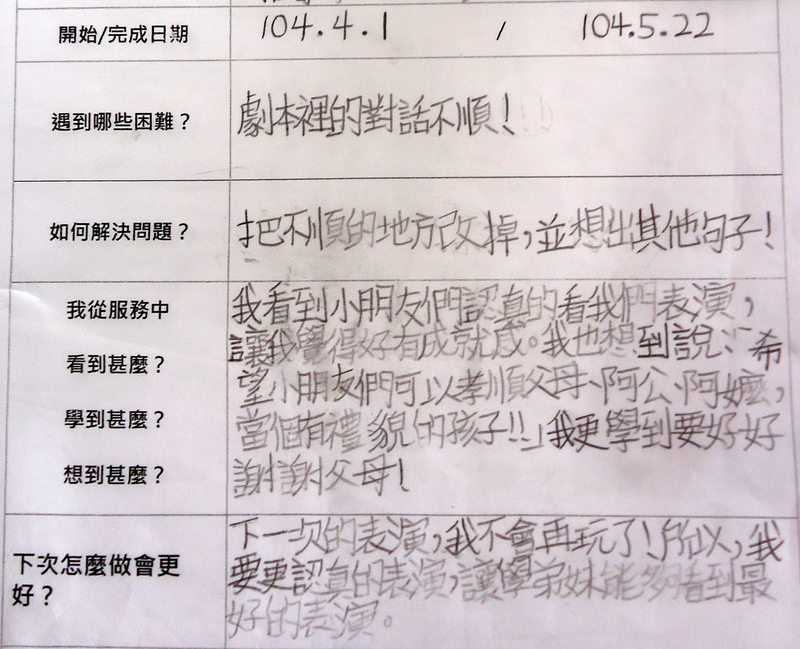 開始/完成日期 104.4.1 / 104.5.22
遇到哪些困難？ 劇本裡的對話不順！
如何解決問題？ 把不順的地方改掉，並想出其他句子！
我從服務中
看到甚麼？
學到甚麼？
想到甚麼？
我看到小朋友們認真的看我們表演，
讓我覺得好有成就感。我也想到說：「希
望小朋友們可以孝順父母、阿公、阿嬤，
當個有禮貌的孩子!!」我更學到要好好
謝謝父母！
下次怎麼做會更
好？
下一次的表演，我不會再玩了！所以，我
要更認真的表演，讓學弟妹能夠看到最
好的表演。